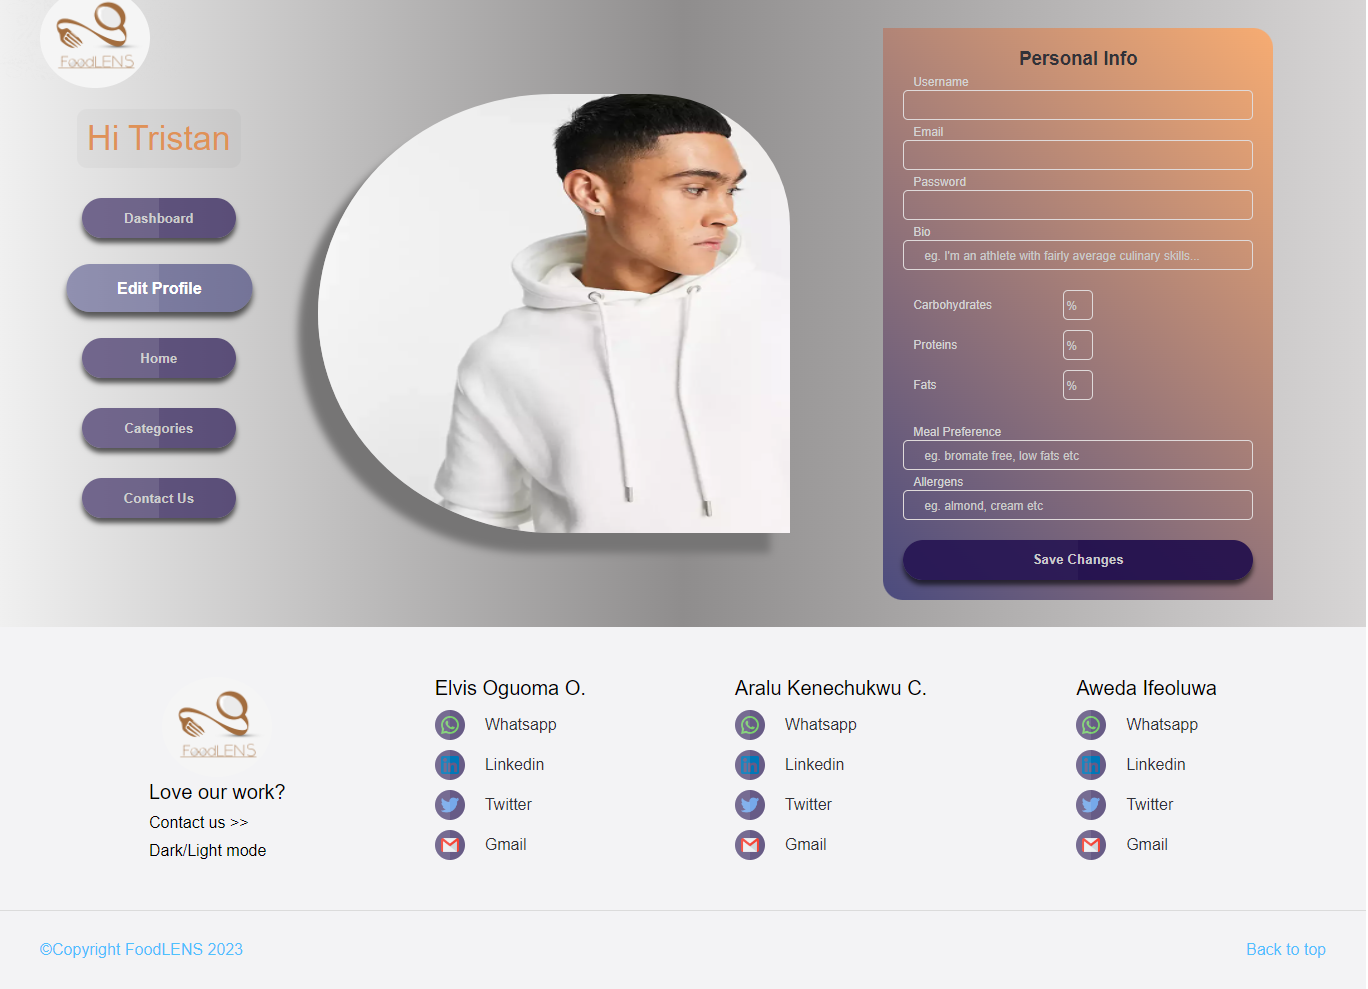 FoodLENS
Hi Tristan
Dashboard
Edit Profile
Home
Categories
Contact Us
Personal Info
Username
Email
Password
Bio
eg. I'm an athlete with fairly average culinary skills...
Carbohydrates %
Proteins %
Fats %
Meal Preference
eg. bromate free, low fats etc
Allergens
eg. almond, cream etc
Save Changes
FoodLENS
Love our work?
Contact us >>
Dark/Light mode
Elvis Oguoma O.
Whatsapp
Linkedin
Twitter
Gmail
Aralu Kenechukwu C.
Whatsapp
Linkedin
Twitter
Gmail
Aweda Ifeoluwa
Whatsapp
Linkedin
Twitter
Gmail
©Copyright FoodLENS 2023
Back to top